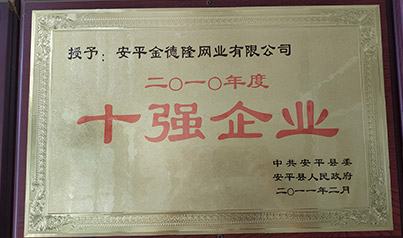 授予：安平金德隆网业有限公司
二〇一〇年度
十强企业
中共安平县委
安平县人民政府
二〇一一年二月